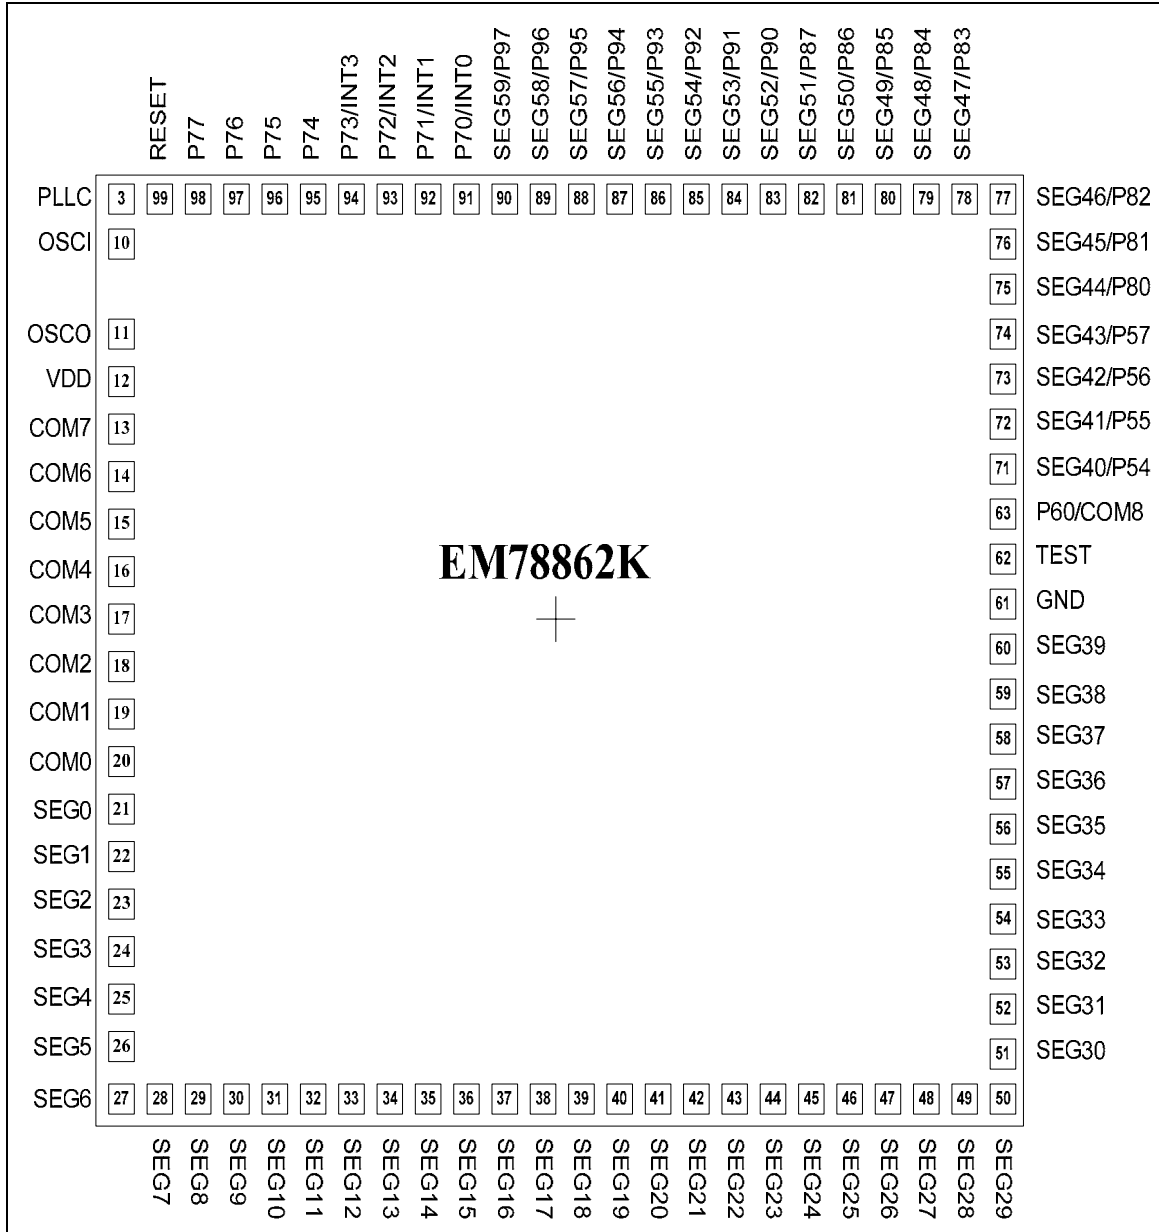 RESET P77 P76 P75 P74 P73/INT3 P72/INT2 P71/INT1 P70/INT0 SEG59/P97 SEG58/P96 SEG57/P95 SEG56/P94 SEG55/P93 SEG54/P92 SEG53/P91 SEG52/P90 SEG51/P87 SEG50/P86 SEG49/P85 SEG48/P84 SEG47/P83
PLLC 3 99 98 97 96 95 94 93 92 91 90 89 88 87 86 85 84 83 82 81 80 79 78 77 SEG46/P82
OSCI 10 76 SEG45/P81
75 SEG44/P80
OSCO 11 74 SEG43/P57
VDD 12 73 SEG42/P56
COM7 13 72 SEG41/P55
COM6 14 71 SEG40/P54
COM5 15 63 P60/COM8
EM78862K
COM4 16 62 TEST
COM3 17 61 GND
COM2 18 60 SEG39
COM1 19 59 SEG38
COM0 20 58 SEG37
SEG0 21 57 SEG36
SEG1 22 56 SEG35
SEG2 23 55 SEG34
SEG3 24 54 SEG33
53 SEG32
SEG4 25 52 SEG31
SEG5 26 51 SEG30
SEG6 27 28 29 30 31 32 33 34 35 36 37 38 39 40 41 42 43 44 45 46 47 48 49 50
SEG7 SEG8 SEG9 SEG10 SEG11 SEG12 SEG13 SEG14 SEG15 SEG16 SEG17 SEG18 SEG19 SEG20 SEG21 SEG22 SEG23 SEG24 SEG25 SEG26 SEG27 SEG28 SEG29